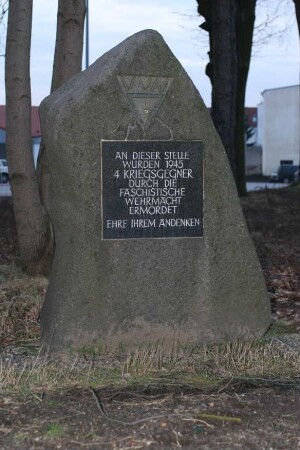 AN DIESER STELLE
WURDEN 1945
4 KRIEGSGEGNER
DURCH DIE
FASCHISTISCHE
WEHRMACHT
ERMORDET
EHRE IHREM ANDENKEN